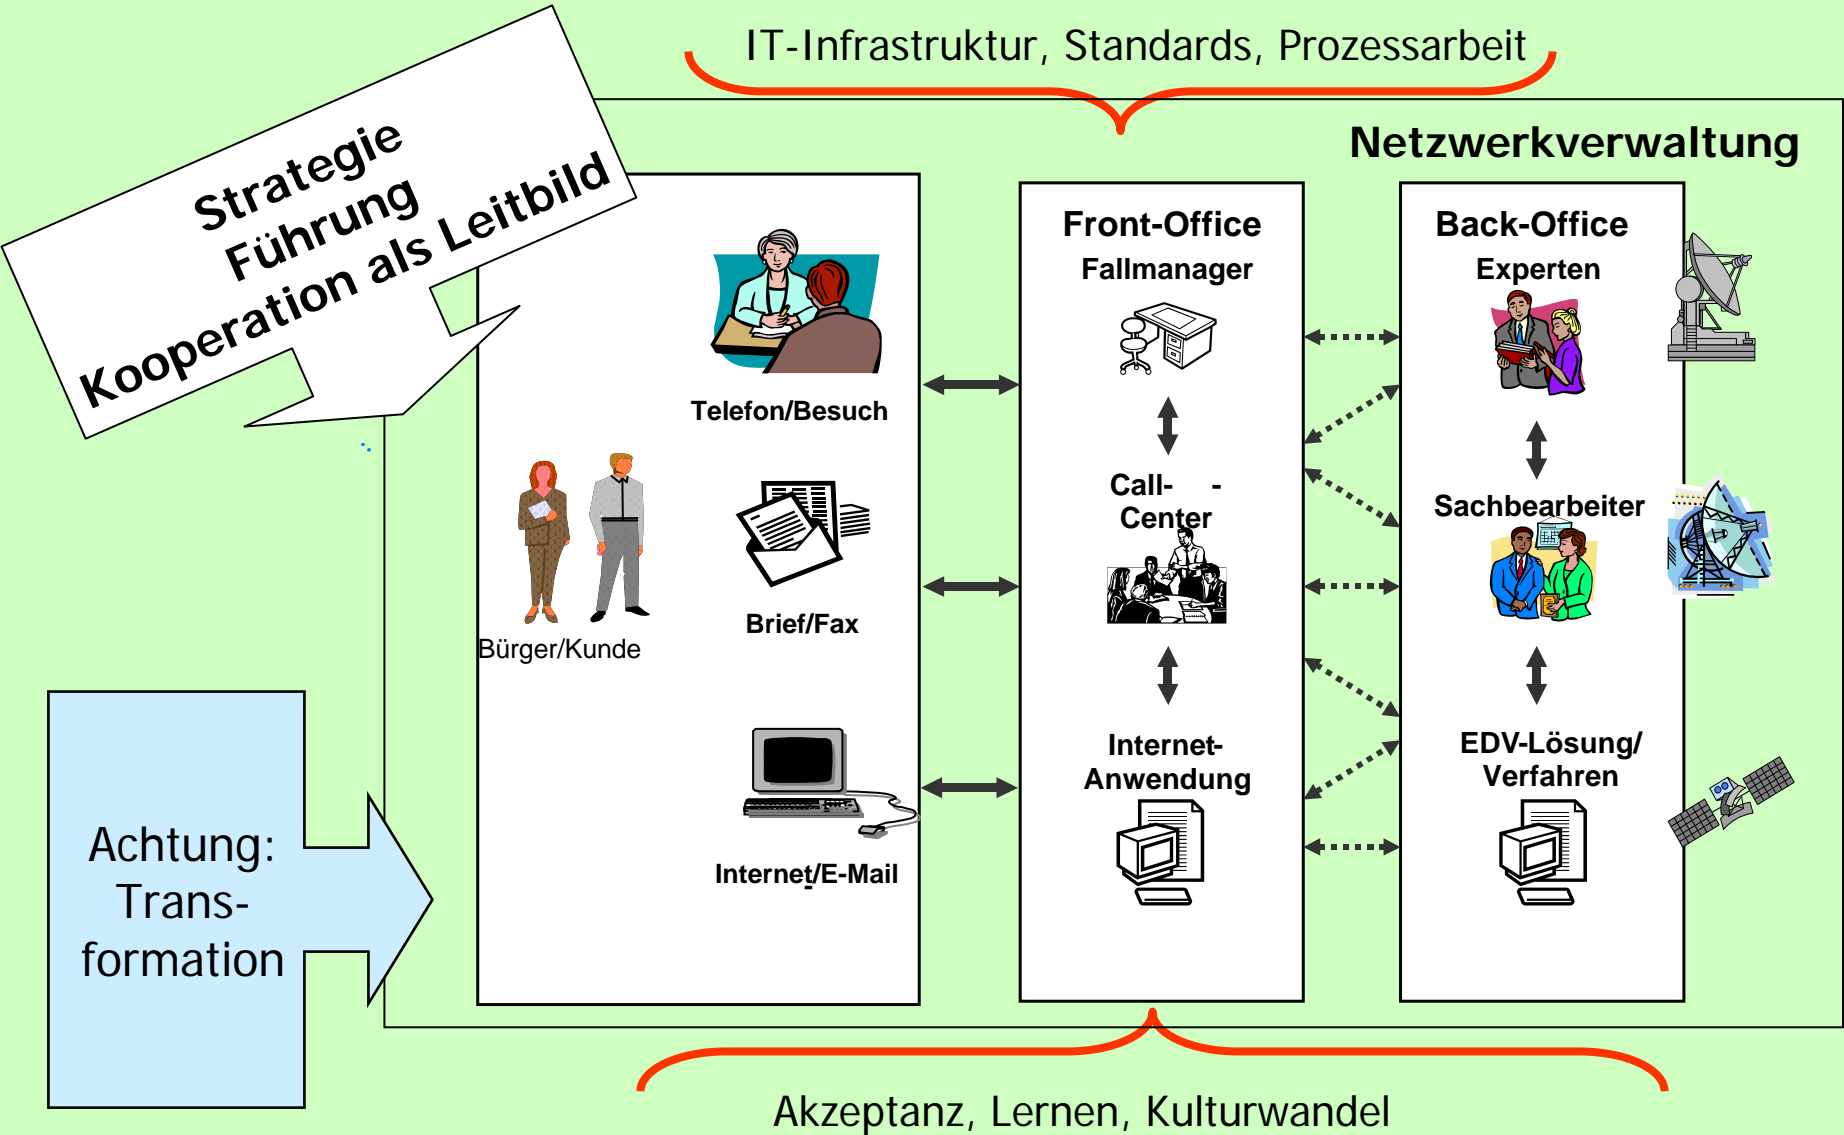 IT-Infrastruktur, Standards, Prozessarbeit
Strategie
Führung
Kooperation als Leitbild
Netzwerkverwaltung
Telefon/Besuch
Brief/Fax
Bürger/Kunde
Internet/E-Mail
Front-Office
Fallmanager
Call- -
Center
Internet-
Anwendung
Back-Office
Experten
Sachbearbeiter
EDV-Lösung/
Verfahren
Achtung:
Trans-
formation
Akzeptanz, Lernen, Kulturwandel